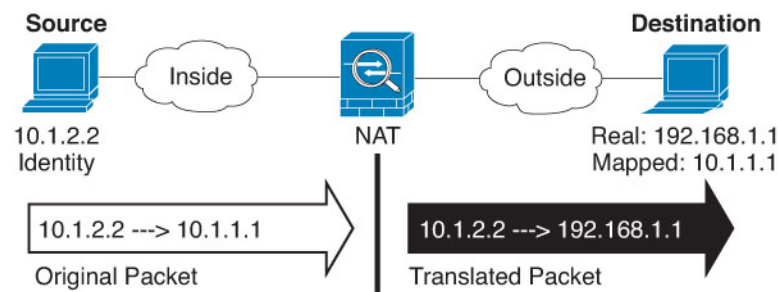 Source
Destination
Inside
Outside
10.1.2.2
Identity
NAT
Real: 192.168.1.1
Mapped: 10.1.1.1
10.1.2.2 ---> 10.1.1.1
10.1.2.2 ---> 192.168.1.1
Original Packet
Translated Packet